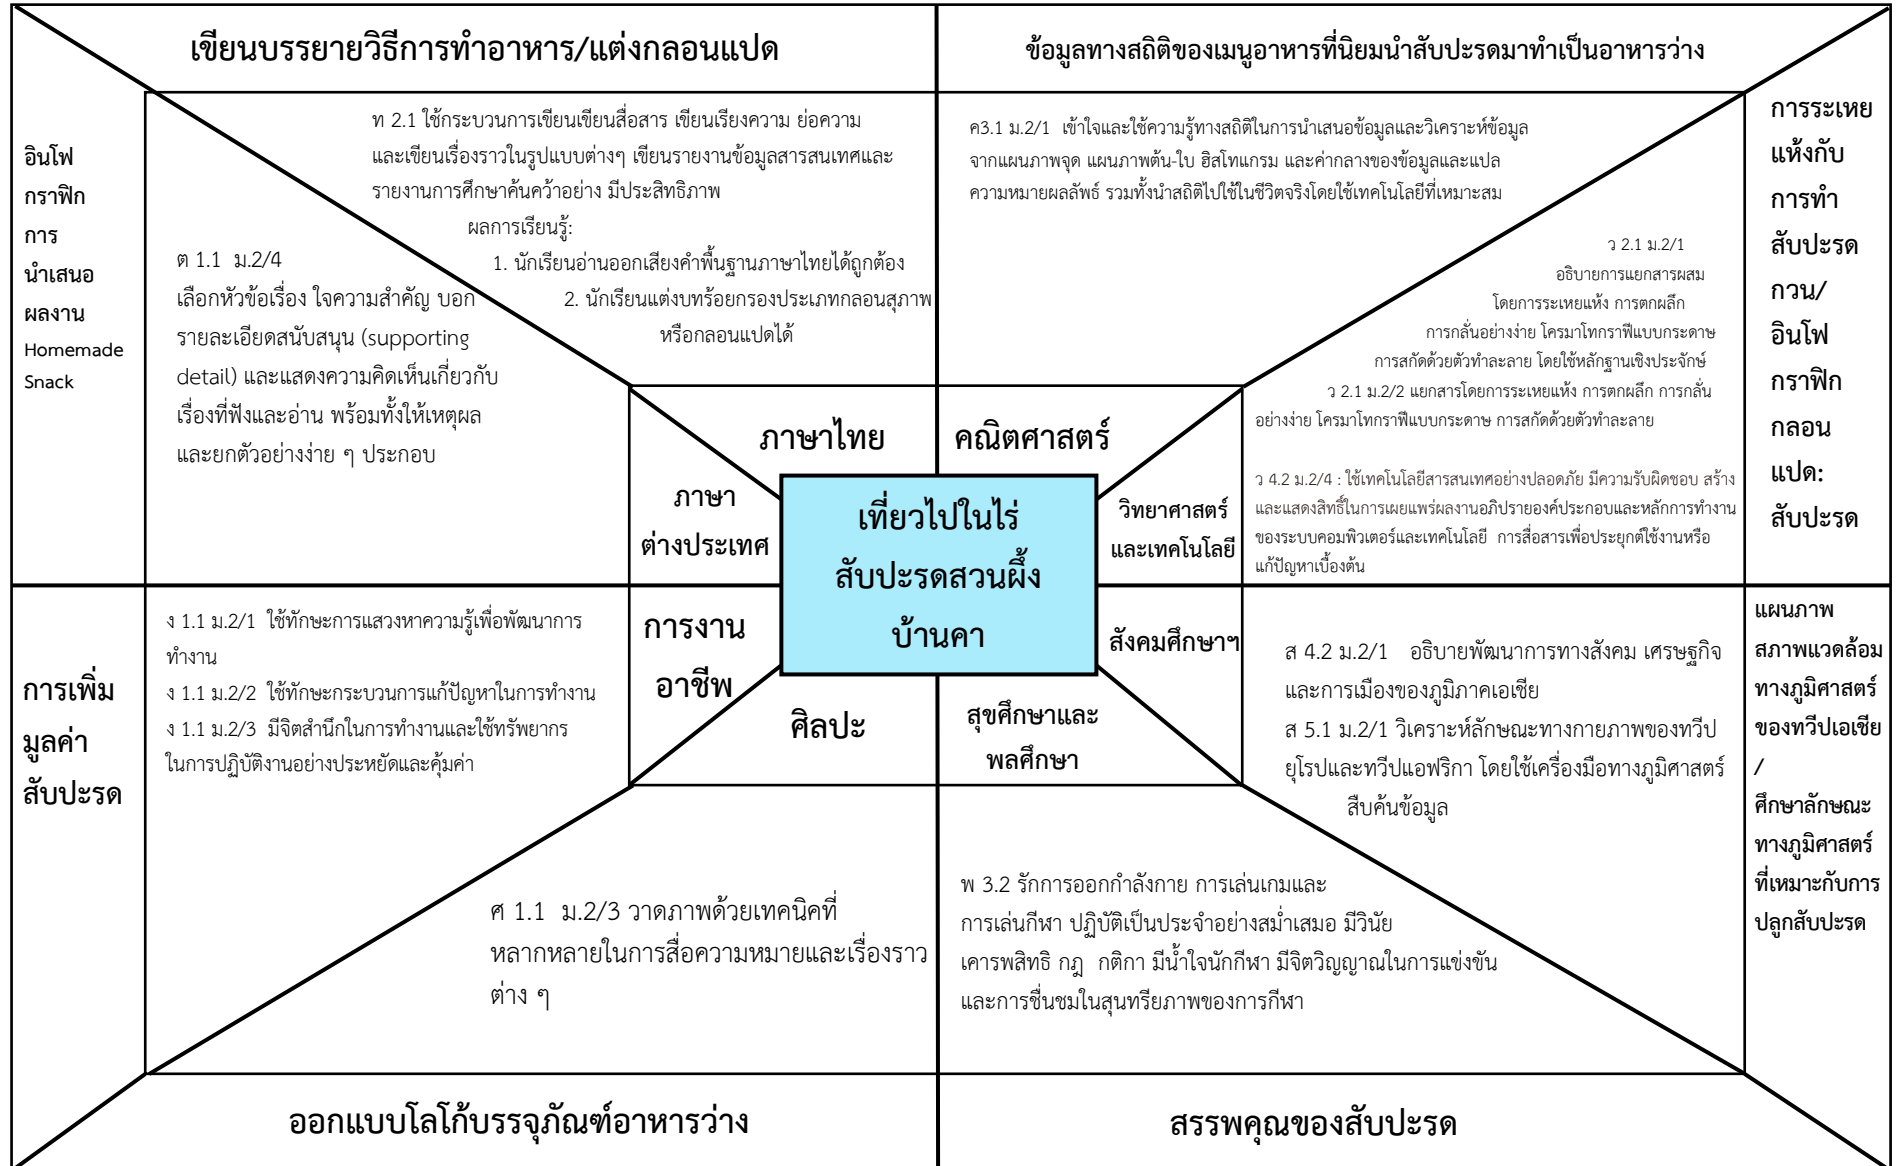 เขียนบรรยายวิธีการทำอาหาร/แต่งกลอนแปด
ข้อมูลทางสถิติของเมนูอาหารที่นิยมนำสับปะรดมาทำเป็นอาหารว่าง
อินโฟ
กราฟิก
การ
นำเสนอ
ผลงาน
Homemade
Snack
ท 2.1 ใช้กระบวนการเขียนเขียนสื่อสาร เขียนเรียงความ ย่อความ
และเขียนเรื่องราวในรูปแบบต่างๆ เขียนรายงานข้อมูลสารสนเทศและ
รายงานการศึกษาค้นคว้าอย่าง มีประสิทธิภาพ
ผลการเรียนรู้:
1. นักเรียนอ่านออกเสียงคำพื้นฐานภาษาไทยได้ถูกต้อง
2. นักเรียนแต่งบทร้อยกรองประเภทกลอนสุภาพ
หรือกลอนแปดได้
ต 1.1 ม.2/4
เลือกหัวข้อเรื่อง ใจความสำคัญ บอก
รายละเอียดสนับสนุน (supporting
detail) และแสดงความคิดเห็นเกี่ยวกับ
เรื่องที่ฟังและอ่าน พร้อมทั้งให้เหตุผล
และยกตัวอย่างง่าย ๆ ประกอบ
ค3.1 ม.2/1 เข้าใจและใช้ความรู้ทางสถิติในการนำเสนอข้อมูลและวิเคราะห์ข้อมูล
จากแผนภาพจุด แผนภาพต้น-ใบ ฮิสโทแกรม และค่ากลางของข้อมูลและแปล
ความหมายผลลัพธ์ รวมทั้งนำสถิติไปใช้ในชีวิตจริงโดยใช้เทคโนโลยีที่เหมาะสม
ว 2.1 ม.2/1
อธิบายการแยกสารผสม
โดยการระเหยแห้ง การตกผลึก
การกลั่นอย่างง่าย โครมาโทกราฟีแบบกระดาษ
การสกัดด้วยตัวทำละลาย โดยใช้หลักฐานเชิงประจักษ์
ว 2.1 ม.2/2 แยกสารโดยการระเหยแห้ง การตกผลึก การกลั่น
อย่างง่าย โครมาโทกราฟีแบบกระดาษ การสกัดด้วยตัวทำละลาย
ว 4.2 ม.2/4 : ใช้เทคโนโลยีสารสนเทศอย่างปลอดภัย มีความรับผิดชอบ สร้าง
และแสดงสิทธิ์ในการเผยแพร่ผลงานอภิปรายองค์ประกอบและหลักการทำงาน
ของระบบคอมพิวเตอร์และเทคโนโลยี การสื่อสารเพื่อประยุกต์ใช้งานหรือ
แก้ปัญหาเบื้องต้น
การระเหย
แห้งกับ
การทำ
สับปะรด
กวน/
อินโฟ
กราฟิก
กลอน
แปด:
สับปะรด
ภาษาไทย
คณิตศาสตร์
ภาษา
ต่างประเทศ
วิทยาศาสตร์
และเทคโนโลยี
เที่ยวไปในไร่
สับปะรดสวนผึ้ง
บ้านคา
การงาน
อาชีพ
สังคมศึกษาฯ
ศิลปะ
สุขศึกษาและ
พลศึกษา
การเพิ่ม
มูลค่า
สับปะรด
ง 1.1 ม.2/1 ใช้ทักษะการแสวงหาความรู้เพื่อพัฒนาการ
ทำงาน
ง 1.1 ม.2/2 ใช้ทักษะกระบวนการแก้ปัญหาในการทำงาน
ง 1.1 ม.2/3 มีจิตสำนึกในการทำงานและใช้ทรัพยากร
ในการปฏิบัติงานอย่างประหยัดและคุ้มค่า
ส 4.2 ม.2/1 อธิบายพัฒนาการทางสังคม เศรษฐกิจ
และการเมืองของภูมิภาคเอเชีย
ส 5.1 ม.2/1 วิเคราะห์ลักษณะทางกายภาพของทวีป
ยุโรปและทวีปแอฟริกา โดยใช้เครื่องมือทางภูมิศาสตร์
สืบค้นข้อมูล
แผนภาพ
สภาพแวดล้อม
ทางภูมิศาสตร์
ของทวีปเอเชีย
/
ศึกษาลักษณะ
ทางภูมิศาสตร์
ที่เหมาะกับการ
ปลูกสับปะรด
ศ 1.1 ม.2/3 วาดภาพด้วยเทคนิคที่
หลากหลายในการสื่อความหมายและเรื่องราว
ต่าง ๆ
พ 3.2 รักการออกกำลังกาย การเล่นเกมและ
การเล่นกีฬา ปฏิบัติเป็นประจำอย่างสม่ำเสมอ มีวินัย
เคารพสิทธิ กฎ กติกา มีน้ำใจนักกีฬา มีจิตวิญญาณในการแข่งขัน
และการชื่นชมในสุนทรียภาพของการกีฬา
ออกแบบโลโก้บรรจุภัณฑ์อาหารว่าง
สรรพคุณของสับปะรด